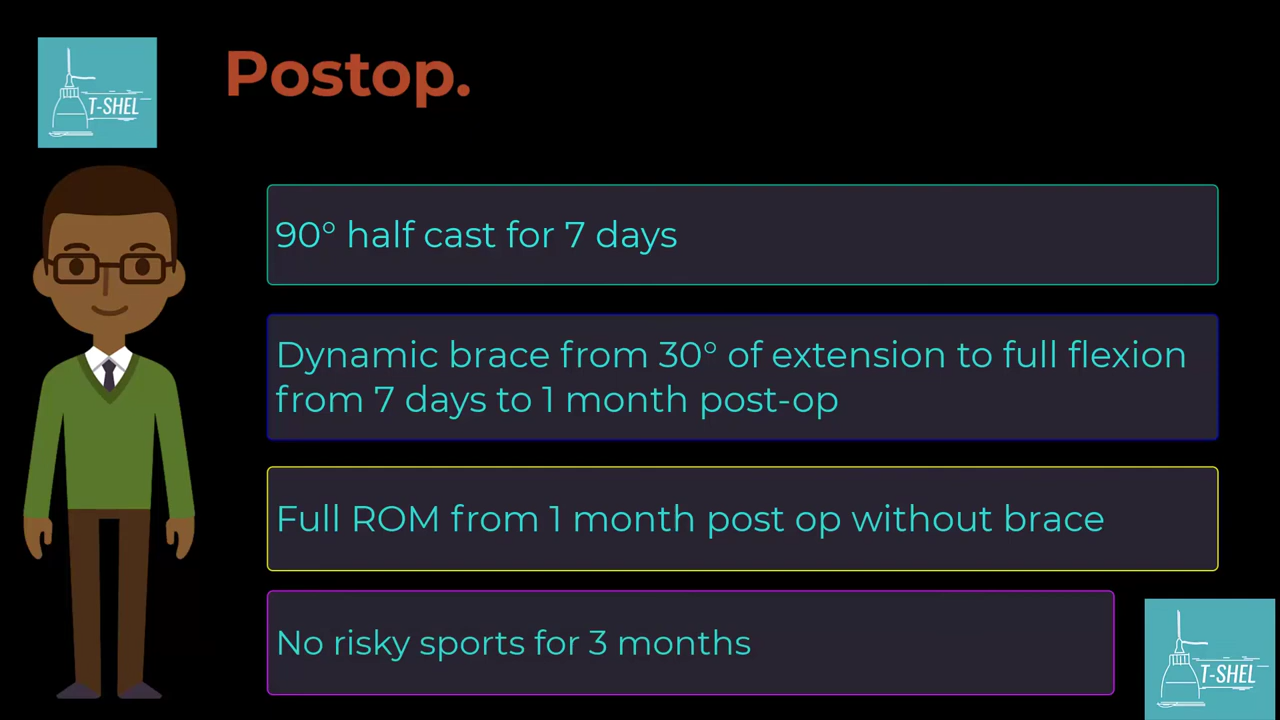 T-SHEL
Postop.
90° half cast for 7 days
Dynamic brace from 30° of extension to full flexion
from 7 days to 1 month post-op
Full ROM from 1 month post op without brace
No risky sports for 3 months
T-SHEL